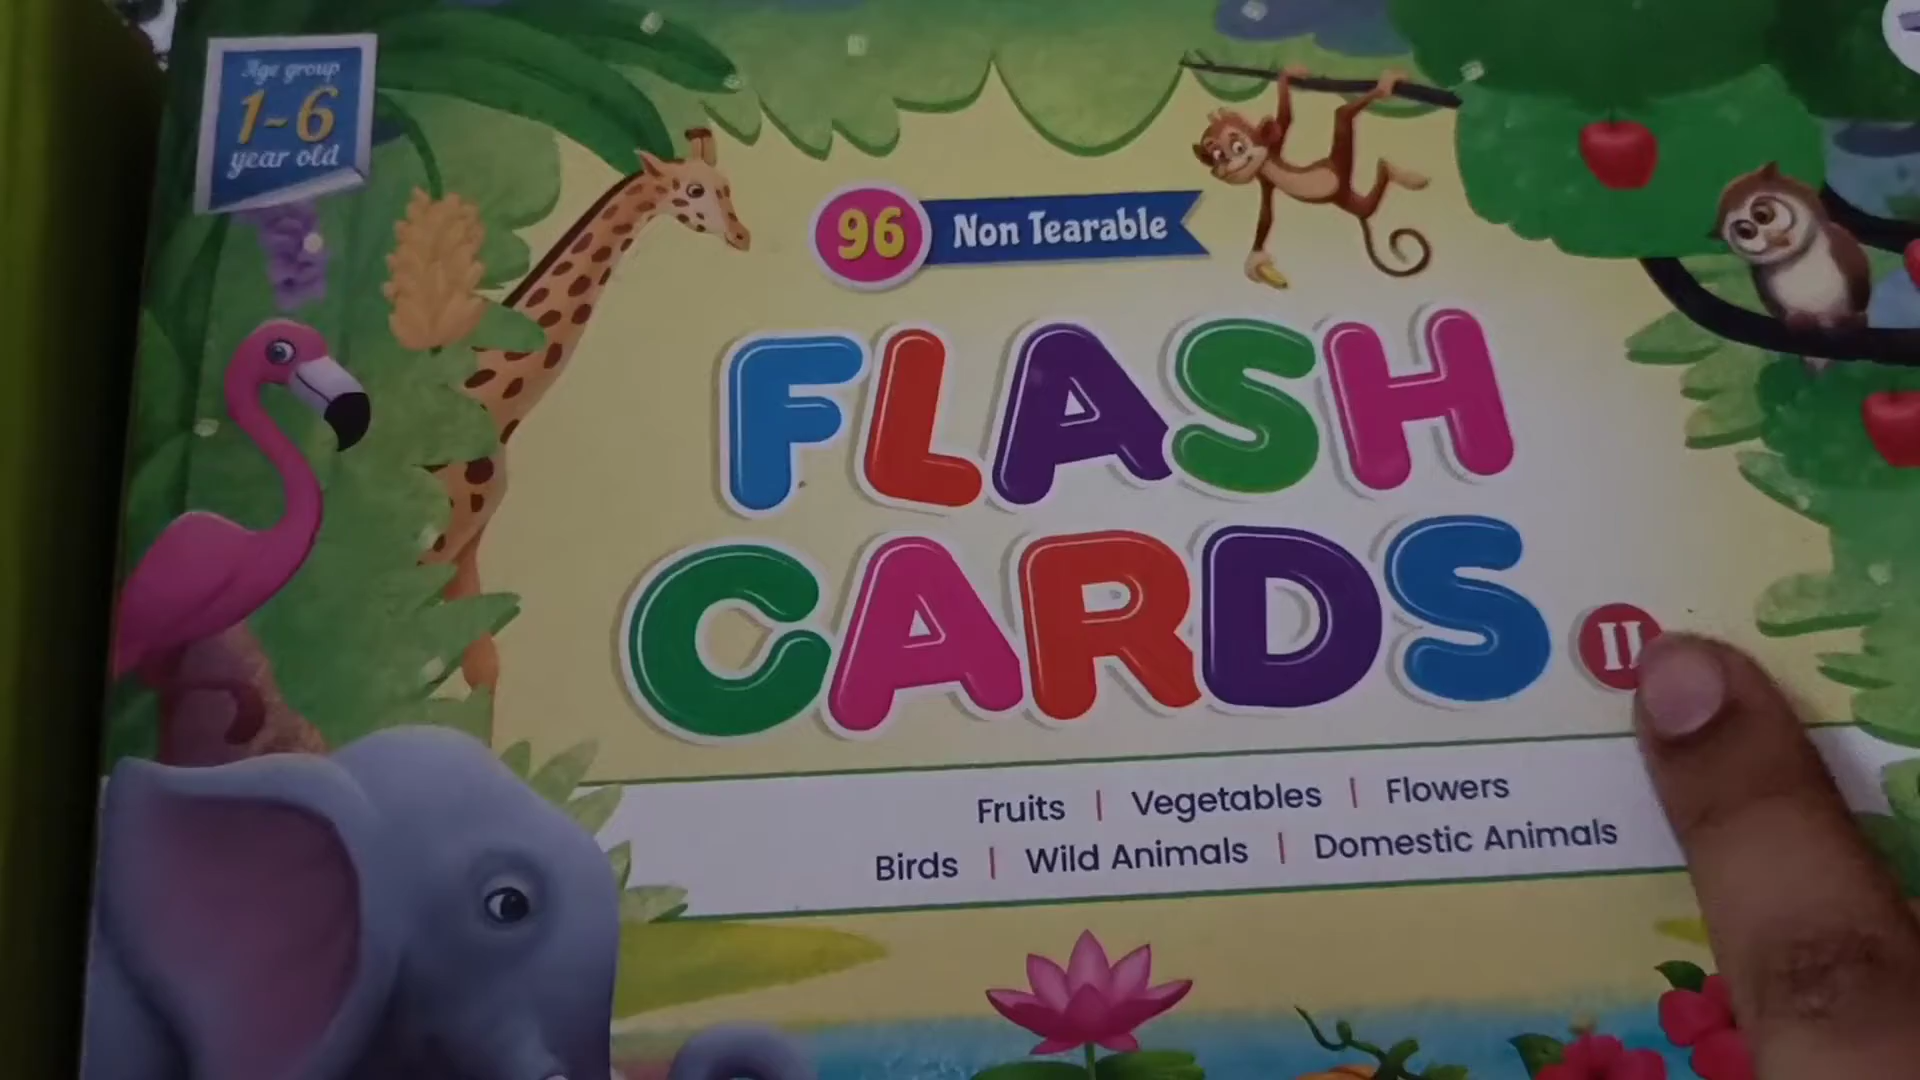 Age group
1-6
year old
96 Non Tearable
FLASH
CARDS II
Fruits | Vegetables | Flowers
Birds | Wild Animals | Domestic Animals